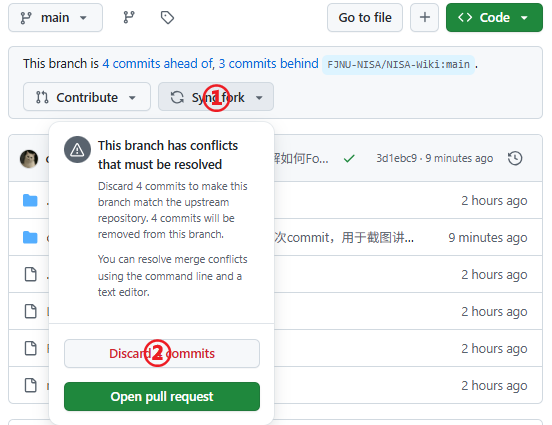 main
Go to file
Code
This branch is 4 commits ahead of, 3 commits behind FJNU-NISA/NISA-Wiki:main .
Contribute
Sync fork
①
This branch has conflicts
that must be resolved
Discard 4 commits to make this
branch match the upstream
repository. 4 commits will be
removed from this branch.
You can resolve merge conflicts
using the command line and a
text editor.
Discard commits
②
Open pull request
解如何Fo...
3d1ebc9 · 9 minutes ago
2 hours ago
次commit，用于截图讲...
9 minutes ago
2 hours ago
2 hours ago
2 hours ago
2 hours ago